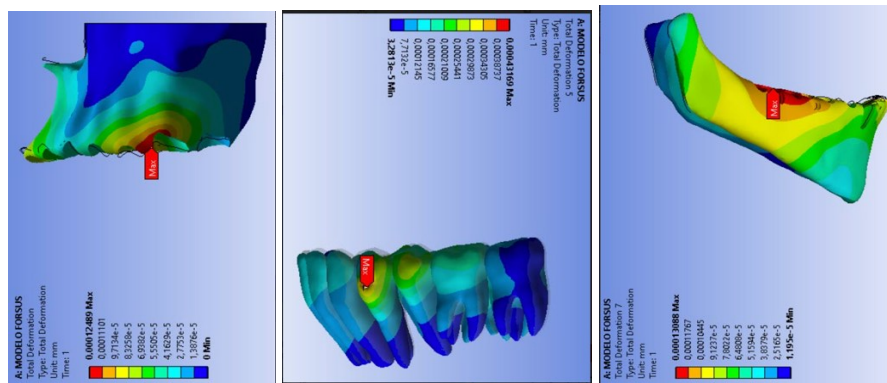 A: MODELO FORSUS
Total Deformation
Type: Total Deformation
Unit: mm
Time: 1
0,00012489 Max
0,00011101
9,7134e-5
8,3258e-5
6,9382e-5
5,5505e-5
4,1629e-5
2,7753e-5
1,3876e-5
0 Min
Max
A: MODELO FORSUS
Total Deformation 5
Type: Total Deformation
Unit: mm
Time: 1
0,00043169 Max
0,00038737
0,00034305
0,00029873
0,00025441
0,00021009
0,00016577
0,00012145
7,7132e-5
3,2813e-5 Min
Max
A: MODELO FORSUS
Total Deformation 7
Type: Total Deformation
Unit: mm
Time: 1
0,00013088 Max
0,00011767
0,00010445
9,1237e-5
7,8022e-5
6,4808e-5
5,1594e-5
3,8379e-5
2,5165e-5
1,195e-5 Min
Max